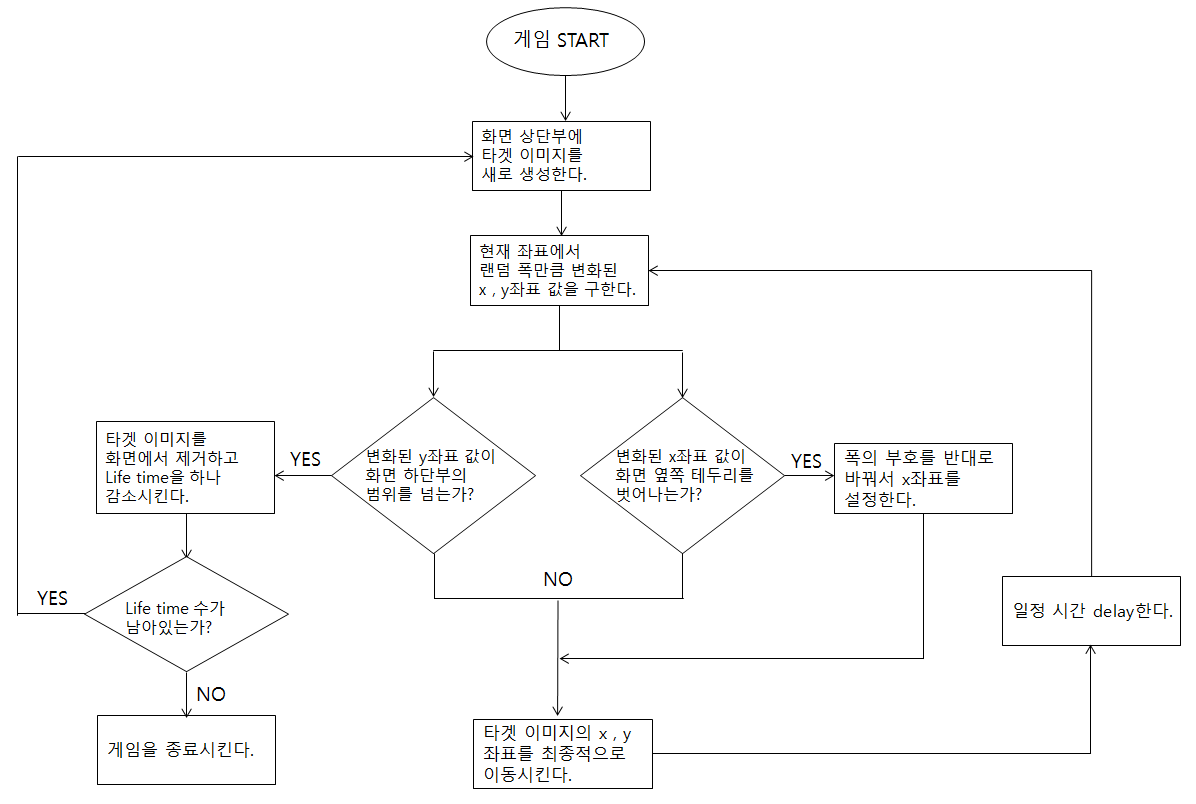 게임 START
화면 상단부에
타겟 이미지를
새로 생성한다.
현재 좌표에서
랜덤 폭만큼 변화된
x , y좌표 값을 구한다.
타겟 이미지를
화면에서 제거하고
Life time을 하나
감소시킨다.
YES
변화된 y좌표 값이
화면 하단부의
범위를 넘는가?
변화된 x좌표 값이
화면 옆쪽 테두리를
벗어나는가?
YES
폭의 부호를 반대로
바꿔서 x좌표를
설정한다.
NO
YES
Life time 수가
남아있는가?
일정 시간 delay한다.
NO
게임을 종료시킨다.
타겟 이미지의 x , y
좌표를 최종적으로
이동시킨다.